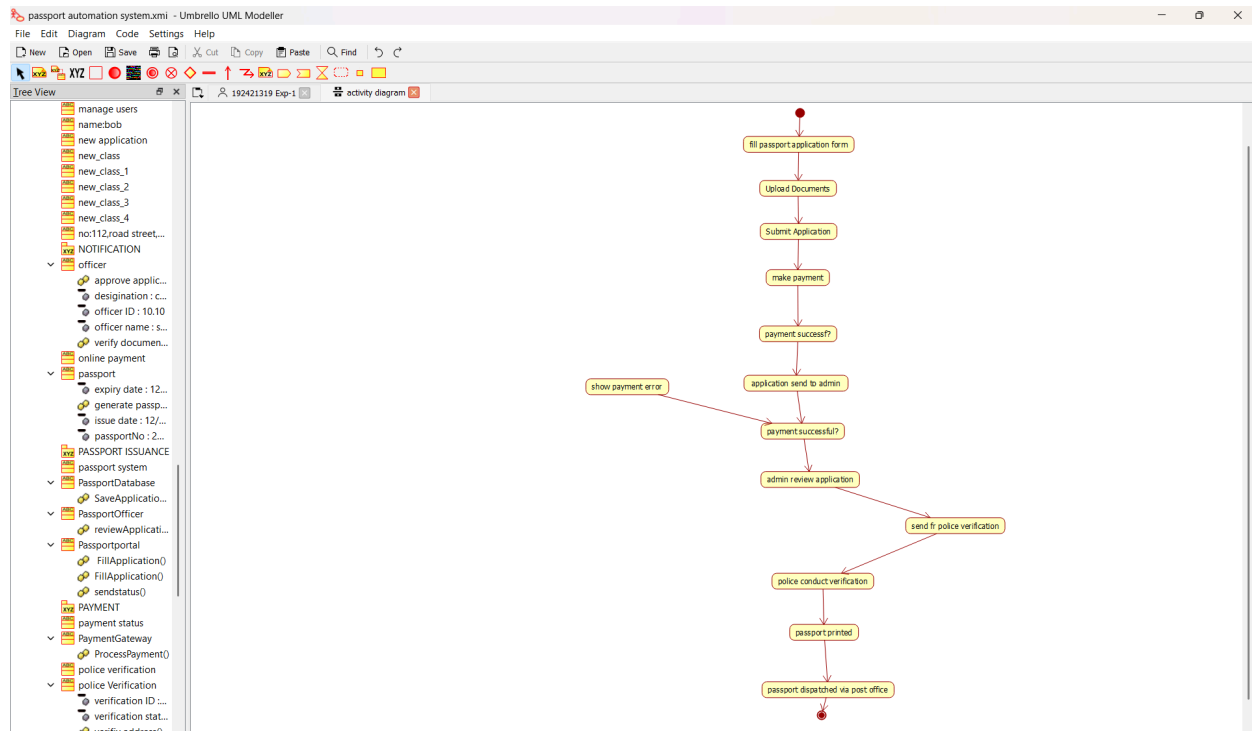 passport automation system.xmi - Umbrello UML Modeller
File Edit Diagram Code Settings Help
New Open Save Cut Copy Paste Find
XYZ XYZ XYZ
Tree View
192421319 Exp-1 activity diagram
manage users
name:bob
new application
new_class
new_class_1
new_class_2
new_class_3
new_class_4
no:112,road street,...
NOTIFICATION
officer
approve applic...
desigination : c...
officer ID : 10.10
officer name : s...
verify documen...
online payment
passport
expiry date : 12...
generate passp...
issue date : 12/...
passportNo : 2...
PASSPORT ISSUANCE
passport system
PassportDatabase
SaveApplicatio...
PassportOfficer
reviewApplicati...
Passportportal
FillApplication()
FillApplication()
sendstatus()
PAYMENT
payment status
PaymentGateway
ProcessPayment()
police verification
police Verification
verification ID :...
verification stat...
fill passport application form
Upload Documents
Submit Application
make payment
payment successf?
application send to admin
show payment error
payment successful?
admin review application
send fr police verification
police conduct verification
passport printed
passport dispatched via post office